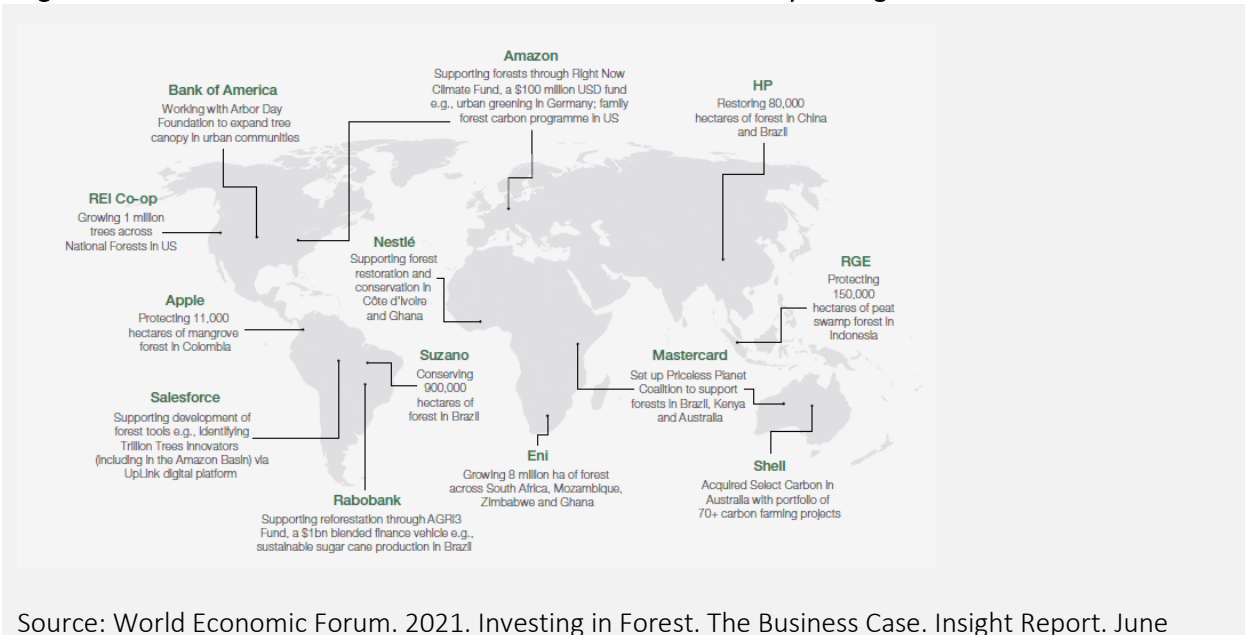 Amazon
Supporting forests through Right Now
Climate Fund, a $100 million USD fund
e.g., urban greening in Germany; family
forest carbon programme in US
Bank of America
Working with Arbor Day
Foundation to expand tree
canopy in urban communities
HP
Restoring 80,000
hectares of forest in China
and Brazil
REI Co-op
Growing 1 million
trees across
National Forests in US
Nestlé
Supporting forest
restoration and
conservation in
Côte d'Ivoire
and Ghana
RGE
Protecting
150,000
hectares of peat
swamp forest in
Indonesia
Apple
Protecting 11,000
hectares of mangrove
forest in Colombia
Suzano
Conserving
900,000
hectares of
forest in Brazil
Mastercard
Set up Priceless Planet
Coalition to support
forests in Brazil, Kenya
and Australia
Salesforce
Supporting development of
forest tools e.g., identifying
Trillion Trees Innovators
(including in the Amazon Basin) via
UpLink digital platform
Eni
Growing 8 million ha of forest
across South Africa, Mozambique,
Zimbabwe and Ghana
Shell
Acquired Select Carbon in
Australia with portfolio of
70+ carbon farming projects
Rabobank
Supporting reforestation through AGRI3
Fund, a $1bn blended finance vehicle e.g.,
sustainable sugar cane production in Brazil
Source: World Economic Forum. 2021. Investing in Forest. The Business Case. Insight Report. June